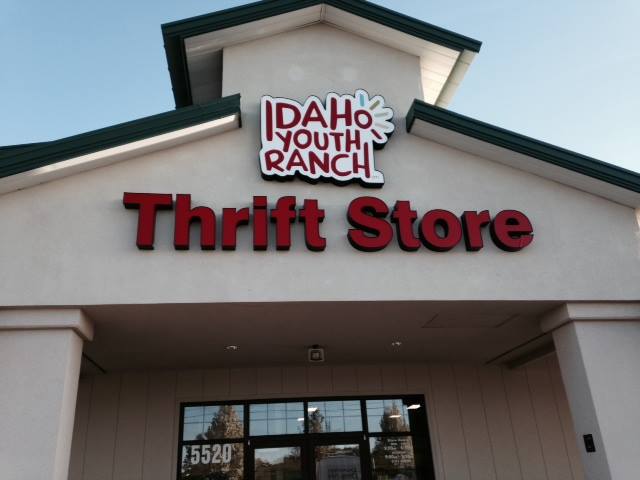 IDAHO
YOUTH
RANCH
Thrift Store
5520